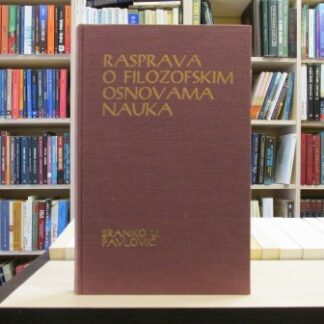 RASPRAVA
O FILOZOFSKIM
OSNOVAMA
NAUKA
BRANKO U.
PAVLOVIĆ